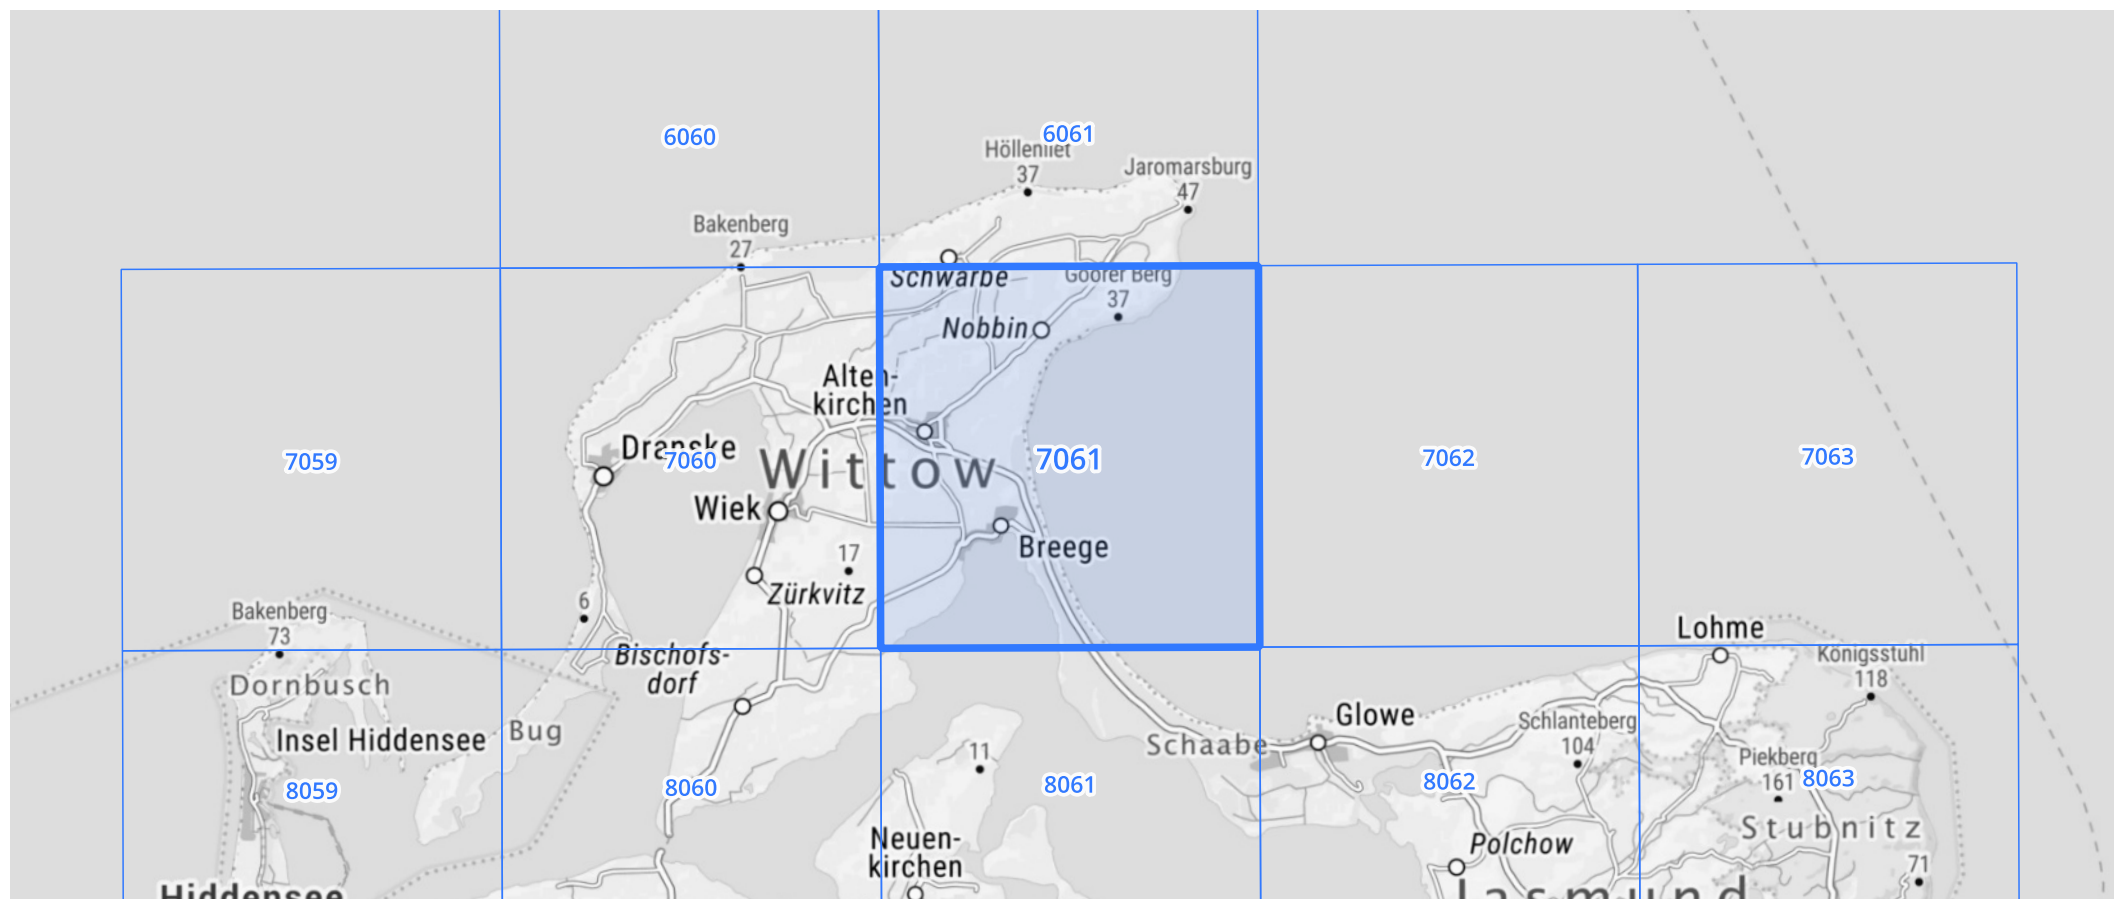 6060
6061
Höllenliet
37
Jaromarsburg
47
Bakenberg
27
Schwarbe
Goorer Berg
37
Nobbin
Alten-
kirchen
Dranske
7059
7060
Wittow
7061
7062
7063
Wiek
Breege
17
Zürkvitz
6
Bakenberg
73
Lohme
Bischofs-
dorf
Königsstuhl
118
Dornbusch
Glowe
Schlanteberg
104
Insel Hiddensee
Bug
Schaabe
11
Piekberg
161
8059
8060
8061
8062
8063
Stubnitz
Neuen-
kirchen
Polchow
71
Hiddensee
Jasmund